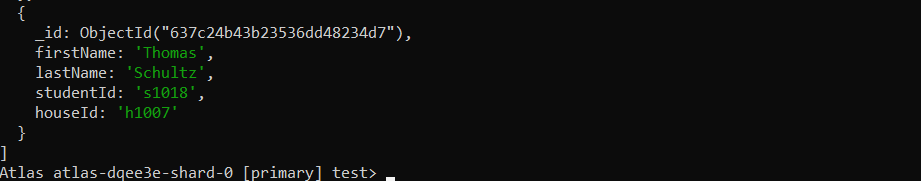 {
_id: ObjectId("637c24b43b23536dd48234d7"),
firstName: 'Thomas',
lastName: 'Schultz',
studentId: 's1018',
houseId: 'h1007'
}
]
Atlas atlas-dqee3e-shard-0 [primary] test>